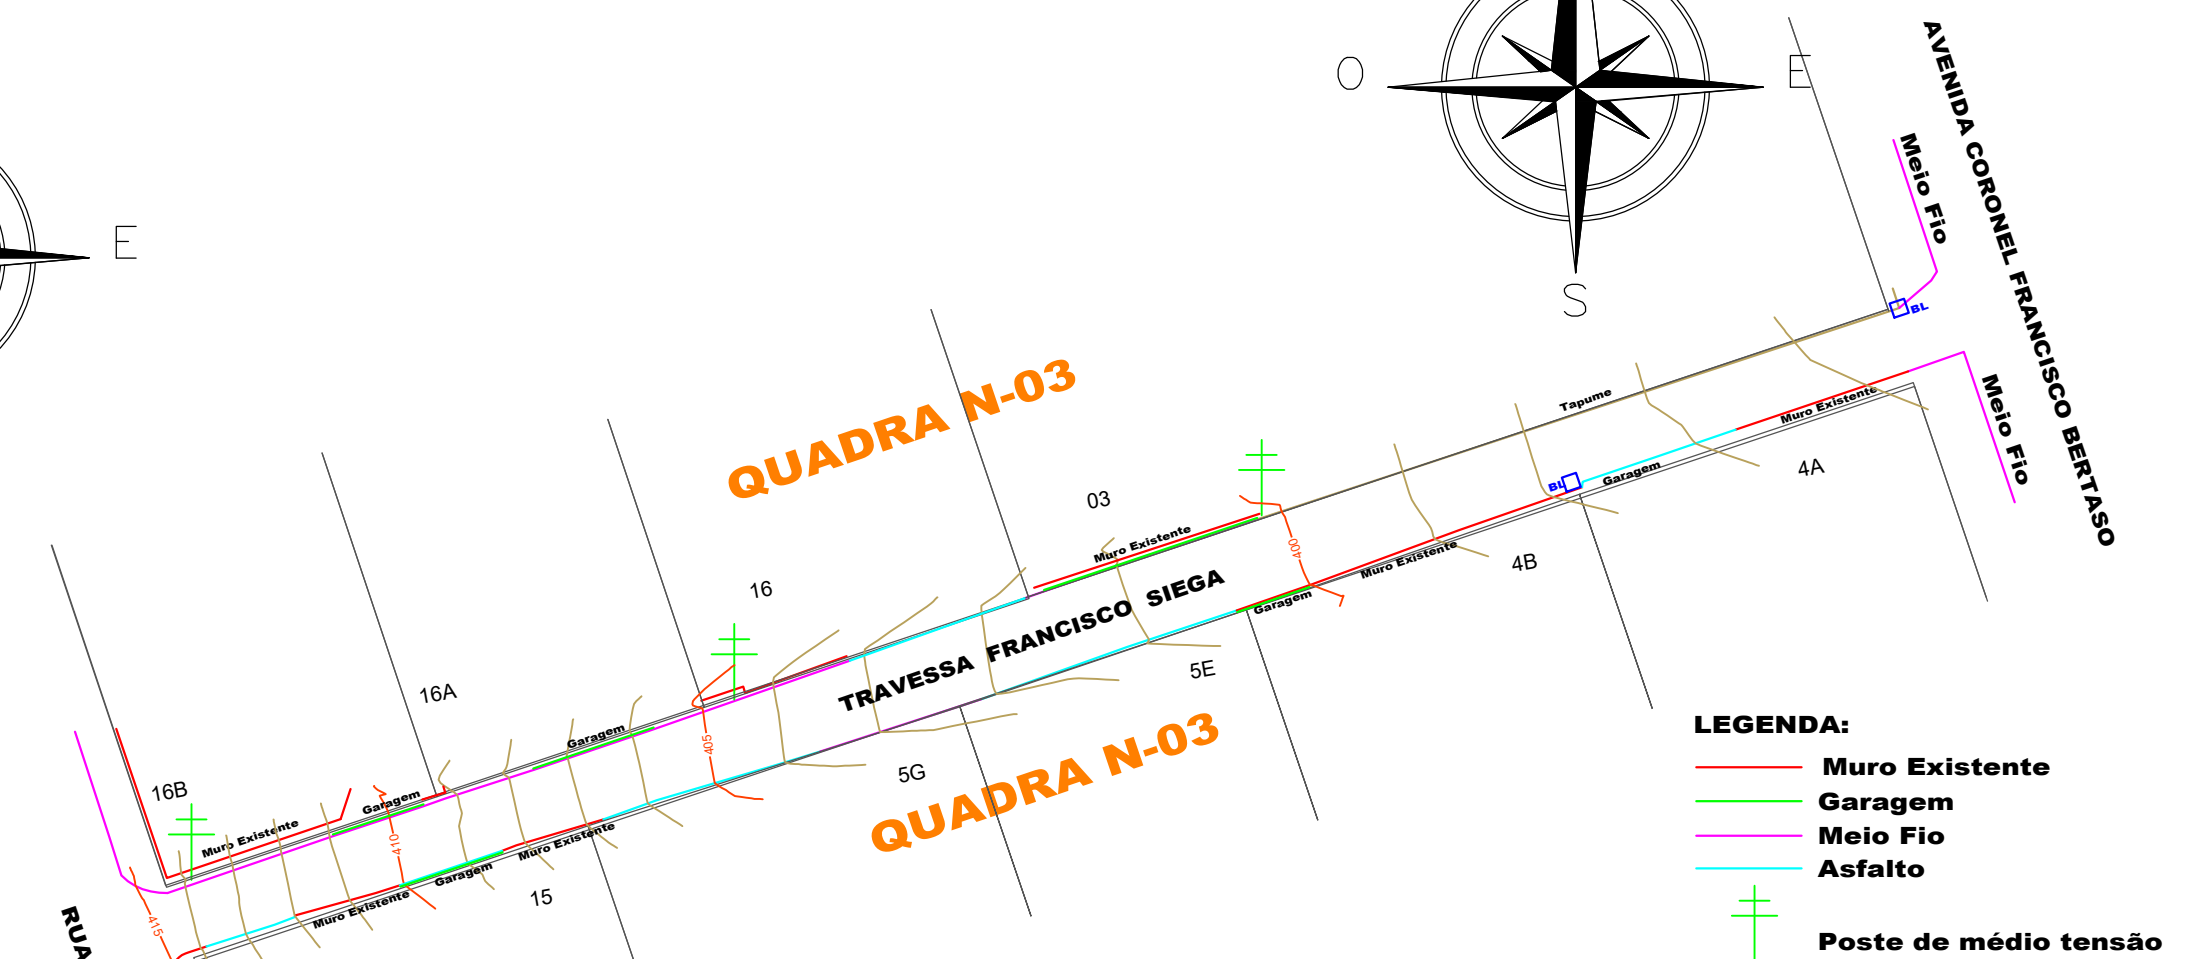 O
E
S
E
AVENIDA CORONEL FRANCISCO BERTASO
Meio Fio
BL
Meio Fio
QUADRA N-03
Tapume
Muro Existente
4A
Garagem
BL
03
Muro Existente
400
4B
Muro Existente
Garagem
TRAVESSA FRANCISCO SIEGA
16
5E
16A
405
Garagem
5G
QUADRA N-03
16B
Garagem
Muro Existente
410
Muro Existente
Garagem
15
Muro Existente
415
RUA
LEGENDA:
Muro Existente
Garagem
Meio Fio
Asfalto
Poste de médio tensão